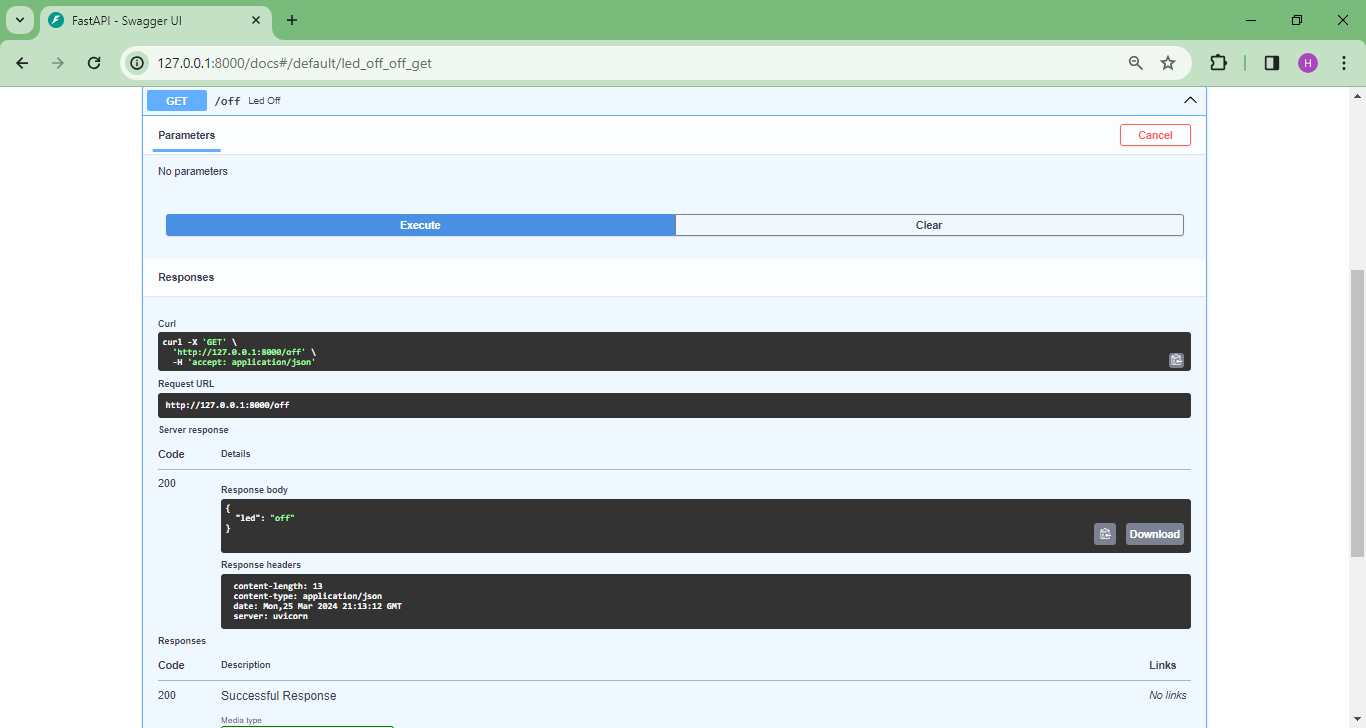 FastAPI - Swagger UI
127.0.0.1:8000/docs#/default/led_off_off_get
H
GET /off Led Off
Parameters
Cancel
No parameters
Execute
Clear
Responses
Curl
curl -X 'GET' \
'http://127.0.0.1:8000/off' \
-H 'accept: application/json'
Request URL
http://127.0.0.1:8000/off
Server response
Code Details
200
Response body
{
"led": "off"
}
Download
Response headers
content-length: 13
content-type: application/json
date: Mon,25 Mar 2024 21:13:12 GMT
server: uvicorn
Responses
Code Description Links
200 Successful Response No links
Media type